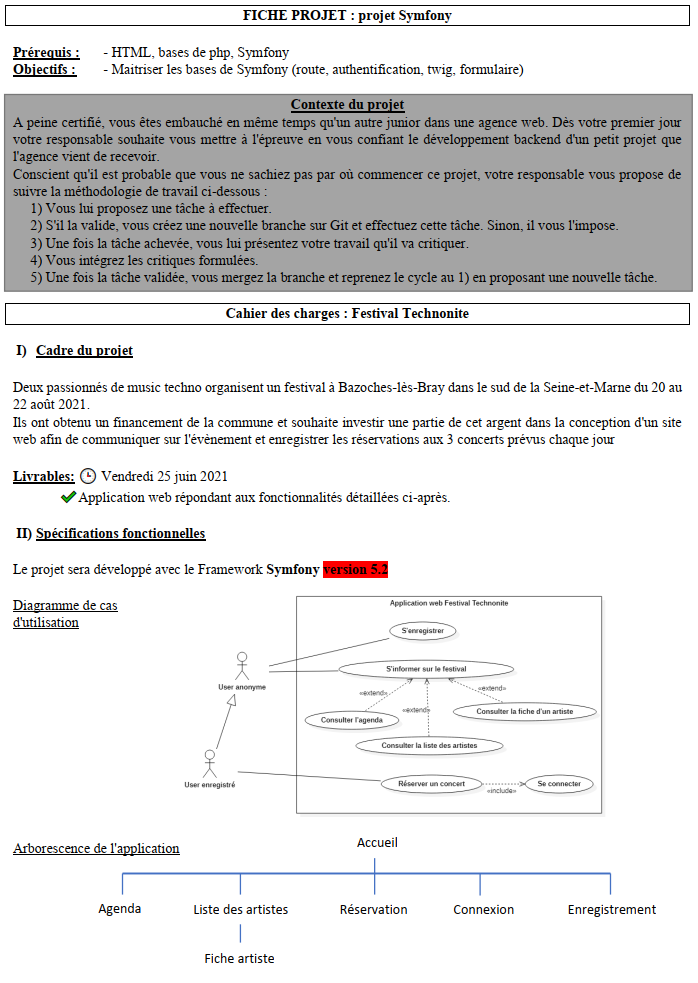 FICHE PROJET : projet Symfony
Prérequis : - HTML, bases de php, Symfony
Objectifs : - Maitriser les bases de Symfony (route, authentification, twig, formulaire)
Contexte du projet
A peine certifié, vous êtes embauché en même temps qu'un autre junior dans une agence web. Dès votre premier jour
votre responsable souhaite vous mettre à l'épreuve en vous confiant le développement backend d'un petit projet que
l'agence vient de recevoir.
Conscient qu'il est probable que vous ne sachiez pas par où commencer ce projet, votre responsable vous propose de
suivre la méthodologie de travail ci-dessous :
1) Vous lui proposez une tâche à effectuer.
2) S'il la valide, vous créez une nouvelle branche sur Git et effectuez cette tâche. Sinon, il vous l'impose.
3) Une fois la tâche achevée, vous lui présentez votre travail qu'il va critiquer.
4) Vous intégrez les critiques formulées.
5) Une fois la tâche validée, vous mergez la branche et reprenez le cycle au 1) en proposant une nouvelle tâche.
Cahier des charges : Festival Technonite
I) Cadre du projet
Deux passionnés de music techno organisent un festival à Bazoches-lès-Bray dans le sud de la Seine-et-Marne du 20 au
22 août 2021.
Ils ont obtenu un financement de la commune et souhaite investir une partie de cet argent dans la conception d'un site
web afin de communiquer sur l'évènement et enregistrer les réservations aux 3 concerts prévus chaque jour
Livrables: Vendredi 25 juin 2021
Application web répondant aux fonctionnalités détaillées ci-après.
II) Spécifications fonctionnelles
Le projet sera développé avec le Framework Symfony version 5.2
Diagramme de cas
d'utilisation
Application web Festival Technonite
S'enregistrer
S'informer sur le festival
User anonyme
«extend»
«extend»
«extend»
Consulter l'agenda
Consulter la fiche d'un artiste
Consulter la liste des artistes
User enregistré
Réserver un concert
Se connecter
«include»
Arborescence de l'application
Accueil
Agenda Liste des artistes Réservation Connexion Enregistrement
Fiche artiste